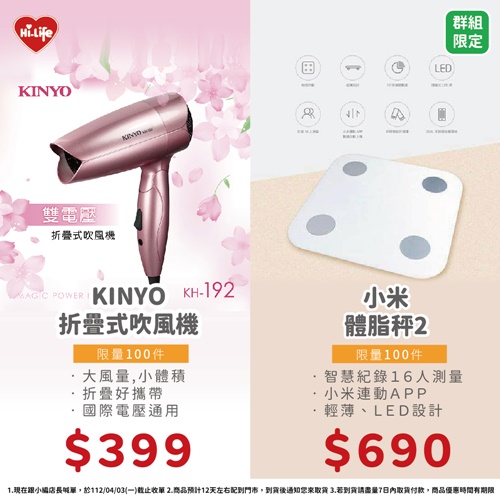 Hi-Life
群組
限定
KINYO
LED
KINYO
雙電壓
折疊式吹風機
MAGIC POWER
KH-192
KINYO
折疊式吹風機
限量100件
・大風量,小體積
・折疊好攜帶
・國際電壓通用
$399
小米
體脂秤2
限量100件
・智慧紀錄16人測量
・小米連動APP
・輕薄、LED設計
$690
1.現在跟小編店長喊單，於112/04/03(一)截止收單 2.商品預計12天左右配到門市，到貨後通知您來取貨 3.若到貨請盡量7日內取貨付款，商品優惠時間有期限